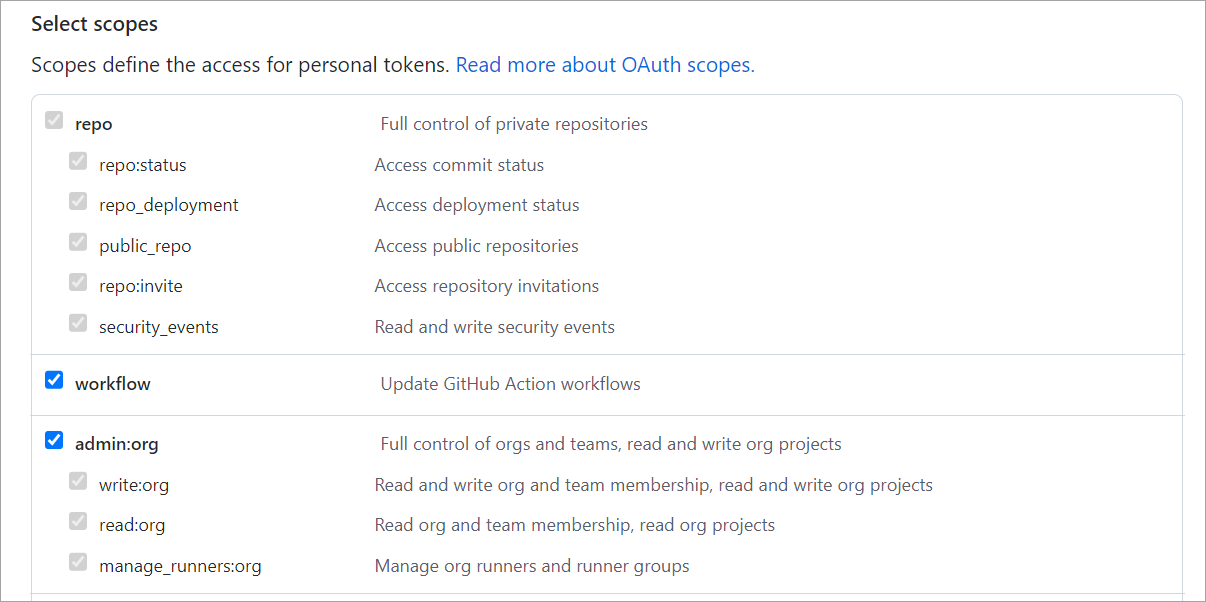 Select scopes
Scopes define the access for personal tokens. Read more about OAuth scopes.
repo Full control of private repositories
repo:status Access commit status
repo_deployment Access deployment status
public_repo Access public repositories
repo:invite Access repository invitations
security_events Read and write security events
workflow Update GitHub Action workflows
admin:org Full control of orgs and teams, read and write org projects
write:org Read and write org and team membership, read and write org projects
read:org Read org and team membership, read org projects
manage_runners:org Manage org runners and runner groups